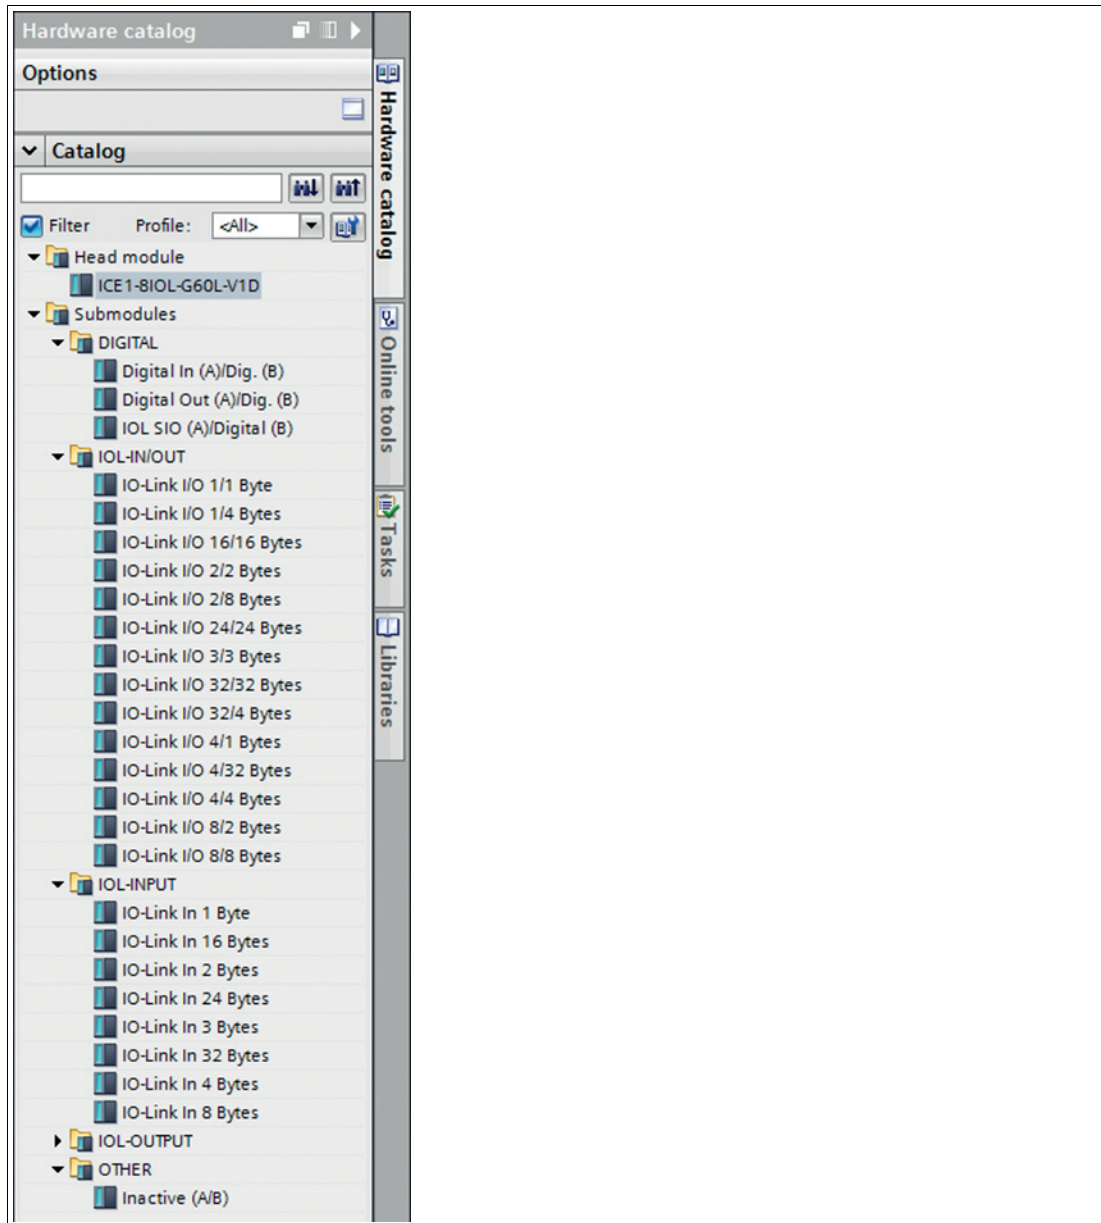 Hardware catalog
Options
Catalog
Filter Profile: <All>
Head module
ICE1-8IOL-G60L-V1D
Submodules
DIGITAL
Digital In (A)/Dig. (B)
Digital Out (A)/Dig. (B)
IOL SIO (A)/Digital (B)
IOL-IN/OUT
IO-Link I/O 1/1 Byte
IO-Link I/O 1/4 Bytes
IO-Link I/O 16/16 Bytes
IO-Link I/O 2/2 Bytes
IO-Link I/O 2/8 Bytes
IO-Link I/O 24/24 Bytes
IO-Link I/O 3/3 Bytes
IO-Link I/O 32/32 Bytes
IO-Link I/O 32/4 Bytes
IO-Link I/O 4/1 Bytes
IO-Link I/O 4/32 Bytes
IO-Link I/O 4/4 Bytes
IO-Link I/O 8/2 Bytes
IO-Link I/O 8/8 Bytes
IOL-INPUT
IO-Link In 1 Byte
IO-Link In 16 Bytes
IO-Link In 2 Bytes
IO-Link In 24 Bytes
IO-Link In 3 Bytes
IO-Link In 32 Bytes
IO-Link In 4 Bytes
IO-Link In 8 Bytes
IOL-OUTPUT
OTHER
Inactive (A/B)
Hardware catalog
Online tools
Tasks
Libraries